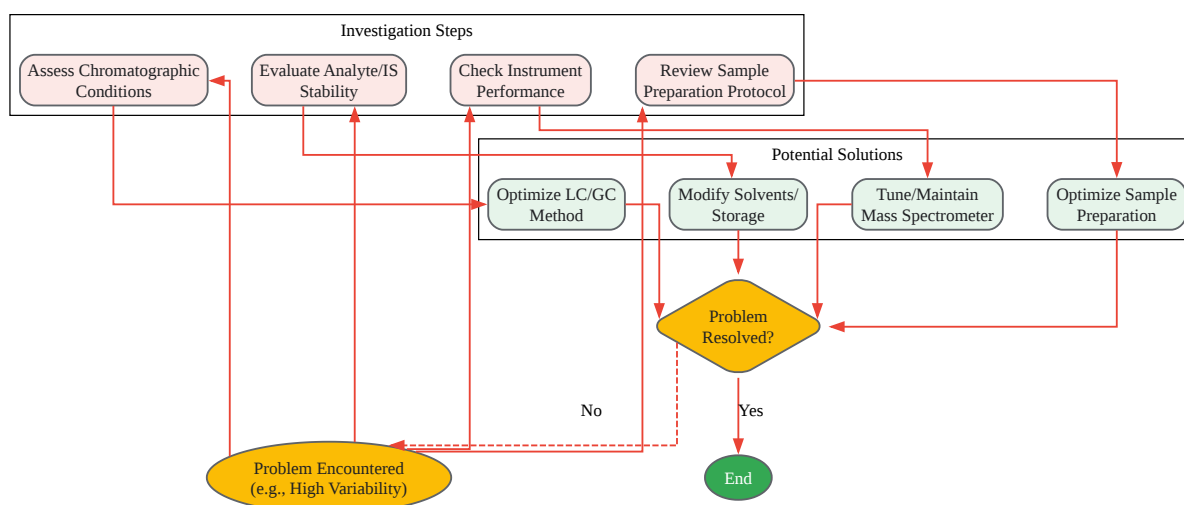 Investigation Steps
Assess Chromatographic
Conditions
Evaluate Analyte/IS
Stability
Check Instrument
Performance
Review Sample
Preparation Protocol
Potential Solutions
Optimize LC/GC
Method
Modify Solvents/
Storage
Tune/Maintain
Mass Spectrometer
Optimize Sample
Preparation
Problem
Resolved?
No
Yes
Problem Encountered
(e.g., High Variability)
End